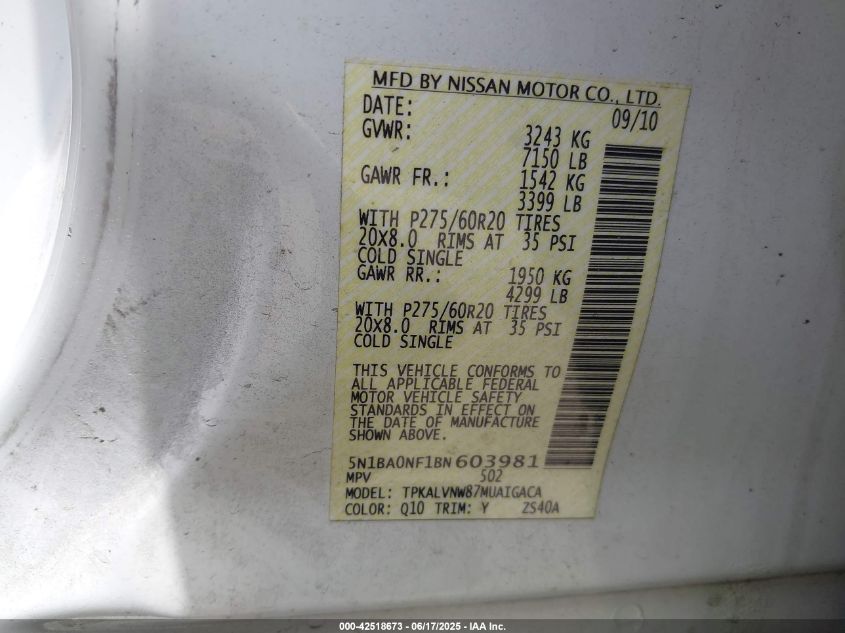 MFD BY NISSAN MOTOR CO., LTD.
DATE: 09/10
GVWR: 3243 KG
7150 LB
GAWR FR.: 1542 KG
3399 LB
WITH P275/60R20 TIRES
20X8.0 RIMS AT 35 PSI
COLD SINGLE
GAWR RR.: 1950 KG
4299 LB
WITH P275/60R20 TIRES
20X8.0 RIMS AT 35 PSI
COLD SINGLE
THIS VEHICLE CONFORMS TO
ALL APPLICABLE FEDERAL
MOTOR VEHICLE SAFETY
STANDARDS IN EFFECT ON
THE DATE OF MANUFACTURE
SHOWN ABOVE
5N1BA0NF1BN603981
MPV 502
MODEL: TPKALVNW87MUAIGACA
COLOR: Q10 TRIM: Y ZS40A
000-42518673 - 06/17/2025 - IAA Inc.